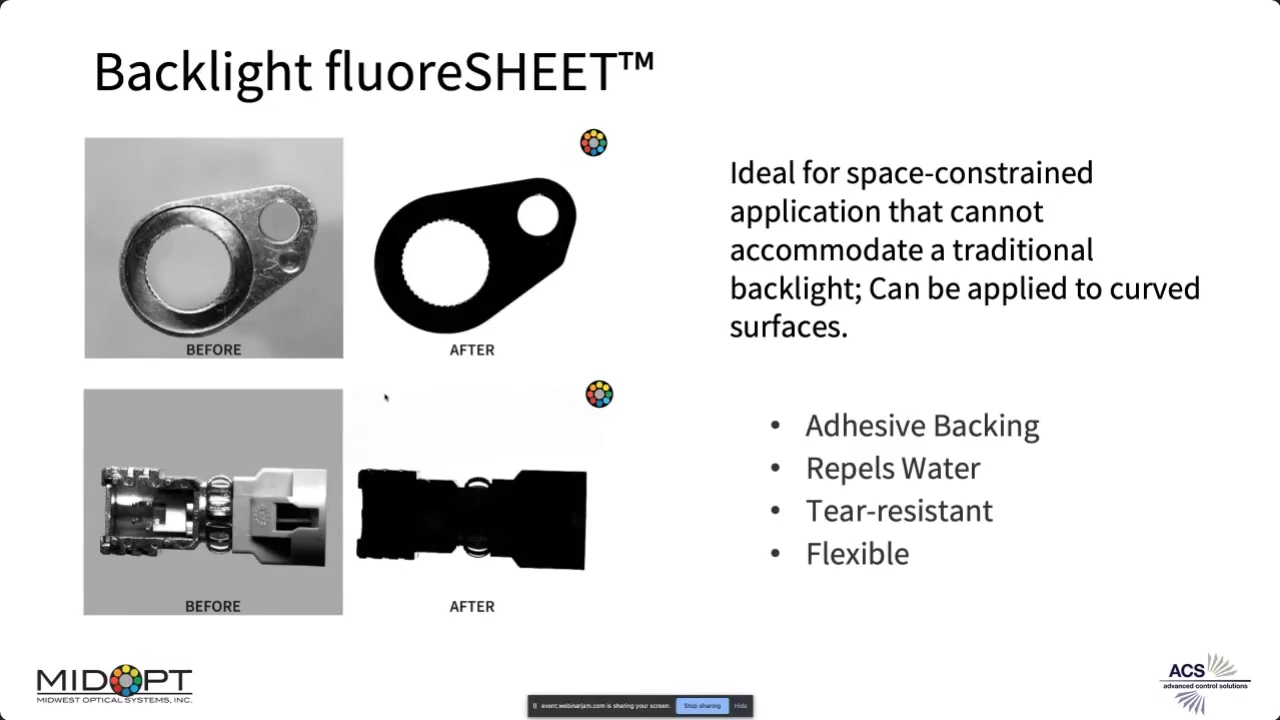 Backlight fluoreSHEET™
BEFORE
AFTER
BEFORE
AFTER
Ideal for space-constrained
application that cannot
accommodate a traditional
backlight; Can be applied to curved
surfaces.
• Adhesive Backing
• Repels Water
• Tear-resistant
• Flexible
MIDOPT
MIDWEST OPTICAL SYSTEMS, INC.
event.webinarjam.com is sharing your screen.
Stop sharing
Hide
ACS
advanced control solutions